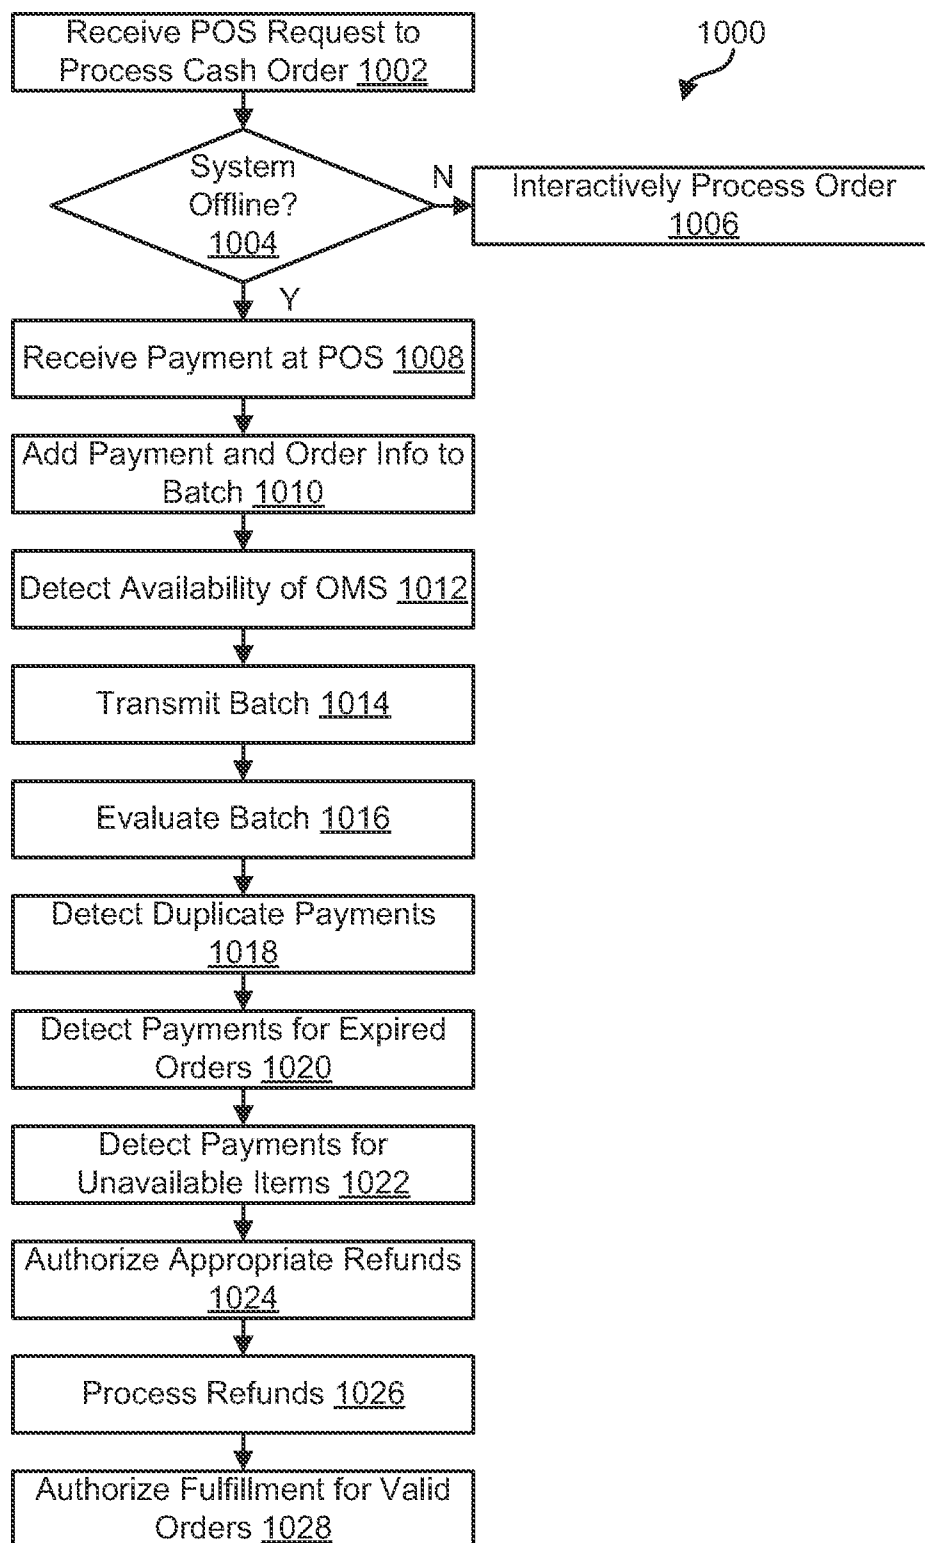 Receive POS Request to
Process Cash Order 1002
1000
System
Offline?
1004
N
Interactively Process Order
1006
Y
Receive Payment at POS 1008
Add Payment and Order Info to
Batch 1010
Detect Availability of OMS 1012
Transmit Batch 1014
Evaluate Batch 1016
Detect Duplicate Payments
1018
Detect Payments for Expired
Orders 1020
Detect Payments for
Unavailable Items 1022
Authorize Appropriate Refunds
1024
Process Refunds 1026
Authorize Fulfillment for Valid
Orders 1028